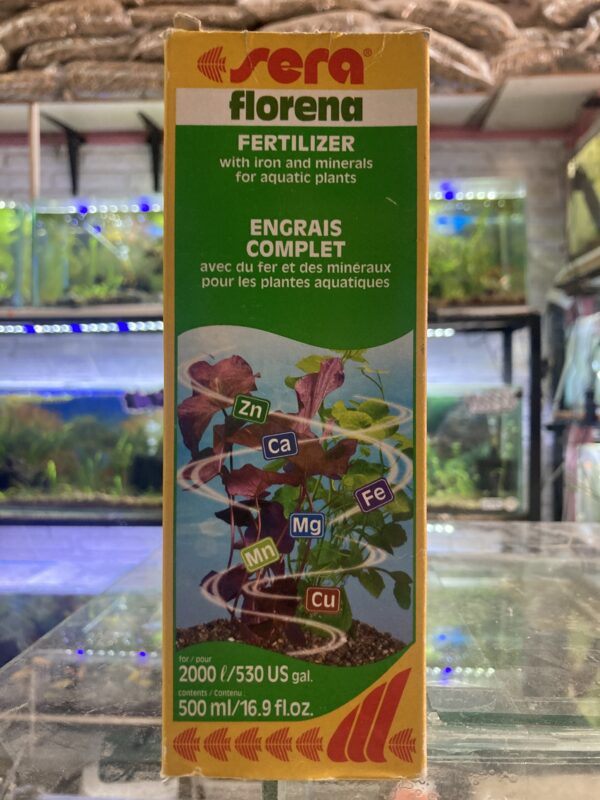 sera®
florena
FERTILIZER
with iron and minerals
for aquatic plants
ENGRAIS
COMPLET
avec du fer et des minéraux
pour les plantes aquatiques
Zn
Ca
Fe
Mg
Mn
Cu
for / pour
2000 ℓ/530 US gal.
contents / Contenu
500 ml/16.9 fl.oz.